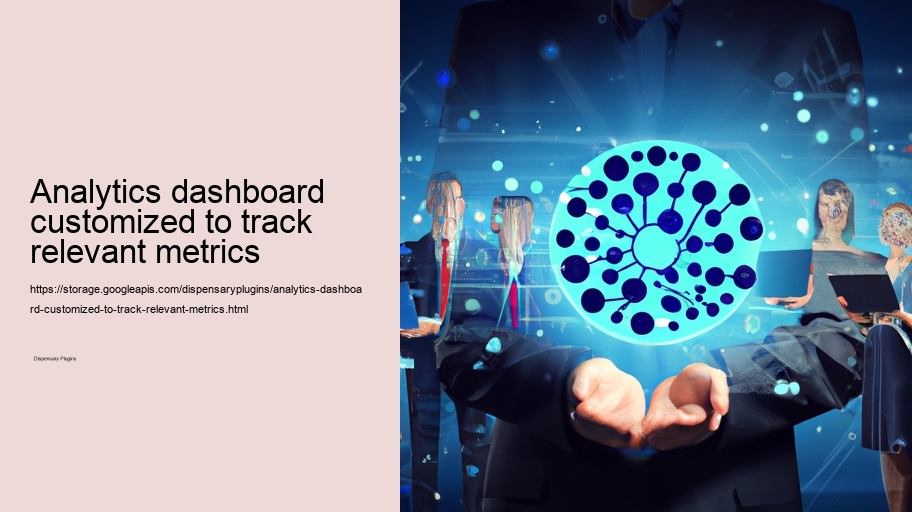 Analytics dashboard
customized to track
relevant metrics
https://storage.googleapis.com/dispensaryplugins/analytics-dashboa
rd-customized-to-track-relevant-metrics.html
Dispensary Plugins